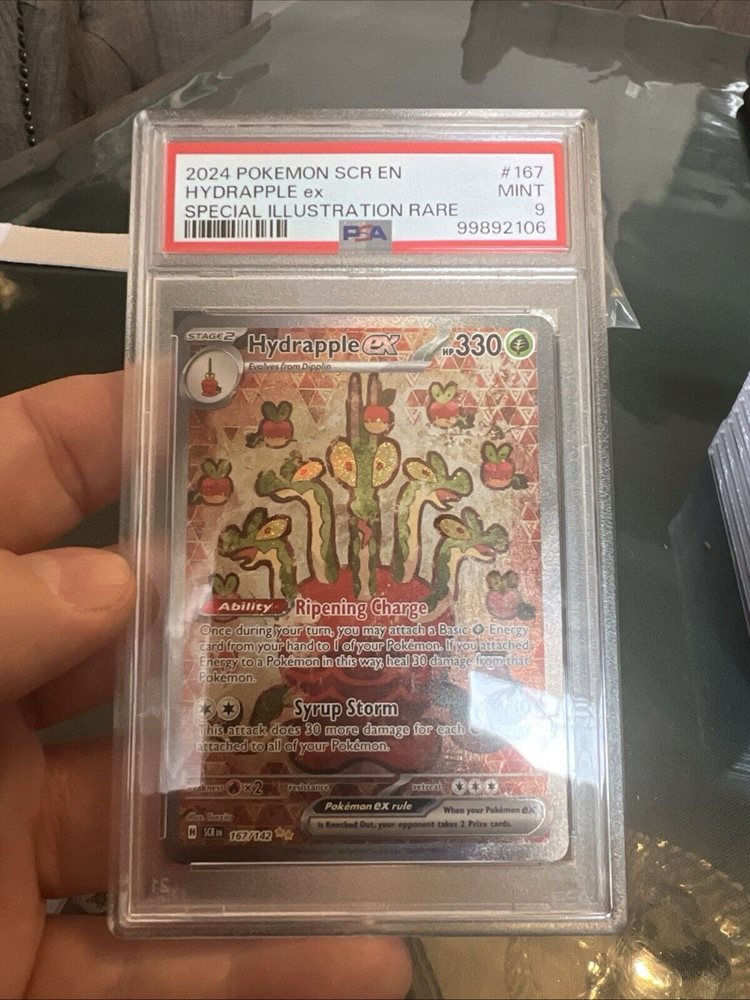 2024 POKEMON SCR EN #167
HYDRAPPLE ex MINT
SPECIAL ILLUSTRATION RARE 9
PSA 99892106
STAGE2 Hydrapple ex HP330
Evolves from Dipplin
Ability Ripening Charge
Once during your turn, you may attach a Basic Energy
card from your hand to 1 of your Pokémon. If you attached
Energy to a Pokémon in this way, heal 30 damage from that
Pokémon.
Syrup Storm
This attack does 30 more damage for each
attached to all of your Pokémon.
×2 resistance retreat
Pokémon ex rule When your Pokémon ex
is Knocked Out, your opponent takes 2 Prize cards.
H SCR EN 167/142